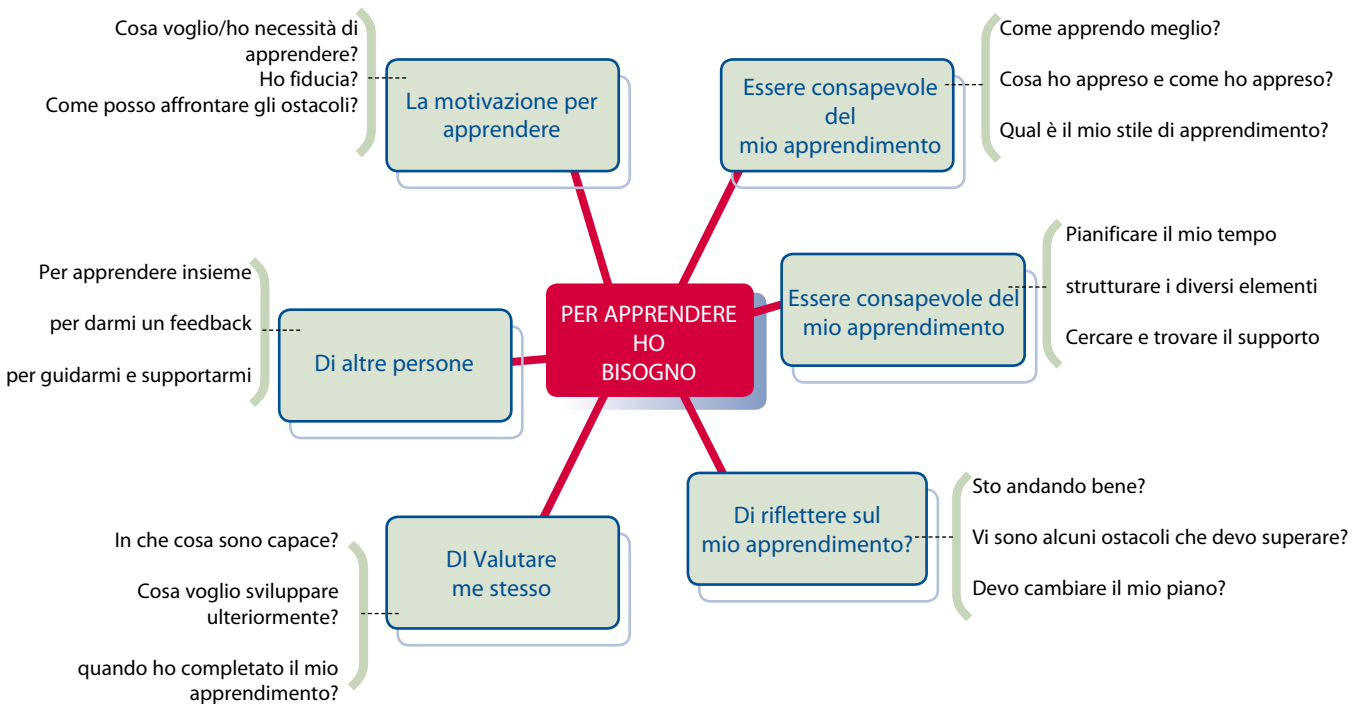 Cosa voglio/ho necessità di
apprendere?
Ho fiducia?
Come posso affrontare gli ostacoli?
La motivazione per
apprendere
Essere consapevole
del
mio apprendimento
Come apprendo meglio?
Cosa ho appreso e come ho appreso?
Qual è il mio stile di apprendimento?
Per apprendere insieme
per darmi un feedback
per guidarmi e supportarmi
Di altre persone
PER APPRENDERE
HO
BISOGNO
Essere consapevole del
mio apprendimento
Pianificare il mio tempo
strutturare i diversi elementi
Cercare e trovare il supporto
In che cosa sono capace?
Cosa voglio sviluppare
ulteriormente?
quando ho completato il mio
apprendimento?
DI Valutare
me stesso
Di riflettere sul
mio apprendimento?
Sto andando bene?
Vi sono alcuni ostacoli che devo superare?
Devo cambiare il mio piano?